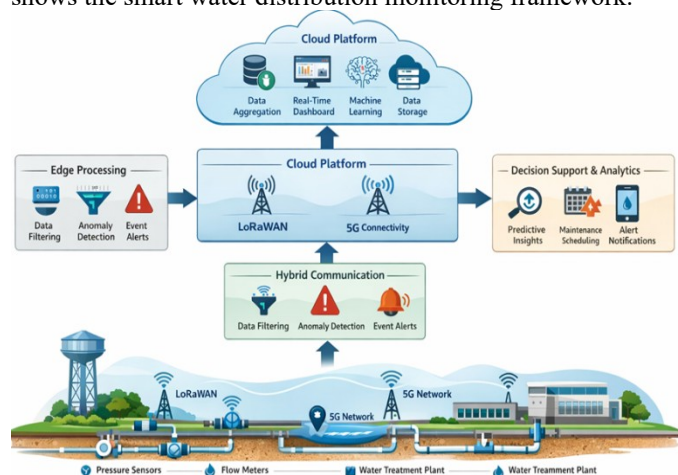 shows the smart water distribution monitoring framework.
Cloud Platform
Data
Aggregation
Real-Time
Dashboard
Machine
Learning
Data
Storage
Edge Processing
Data
Filtering
Anomaly
Detection
Event
Alerts
Cloud Platform
LoRaWAN
5G Connectivity
Decision Support & Analytics
Predictive
Insights
Maintenance
Scheduling
Alert
Notifications
Hybrid Communication
Data Filtering
Anomaly Detection
Event Alerts
LoRaWAN
5G Network
5G Network
Pressure Sensors
Flow Meters
Water Treatment Plant
Water Treamment Plant